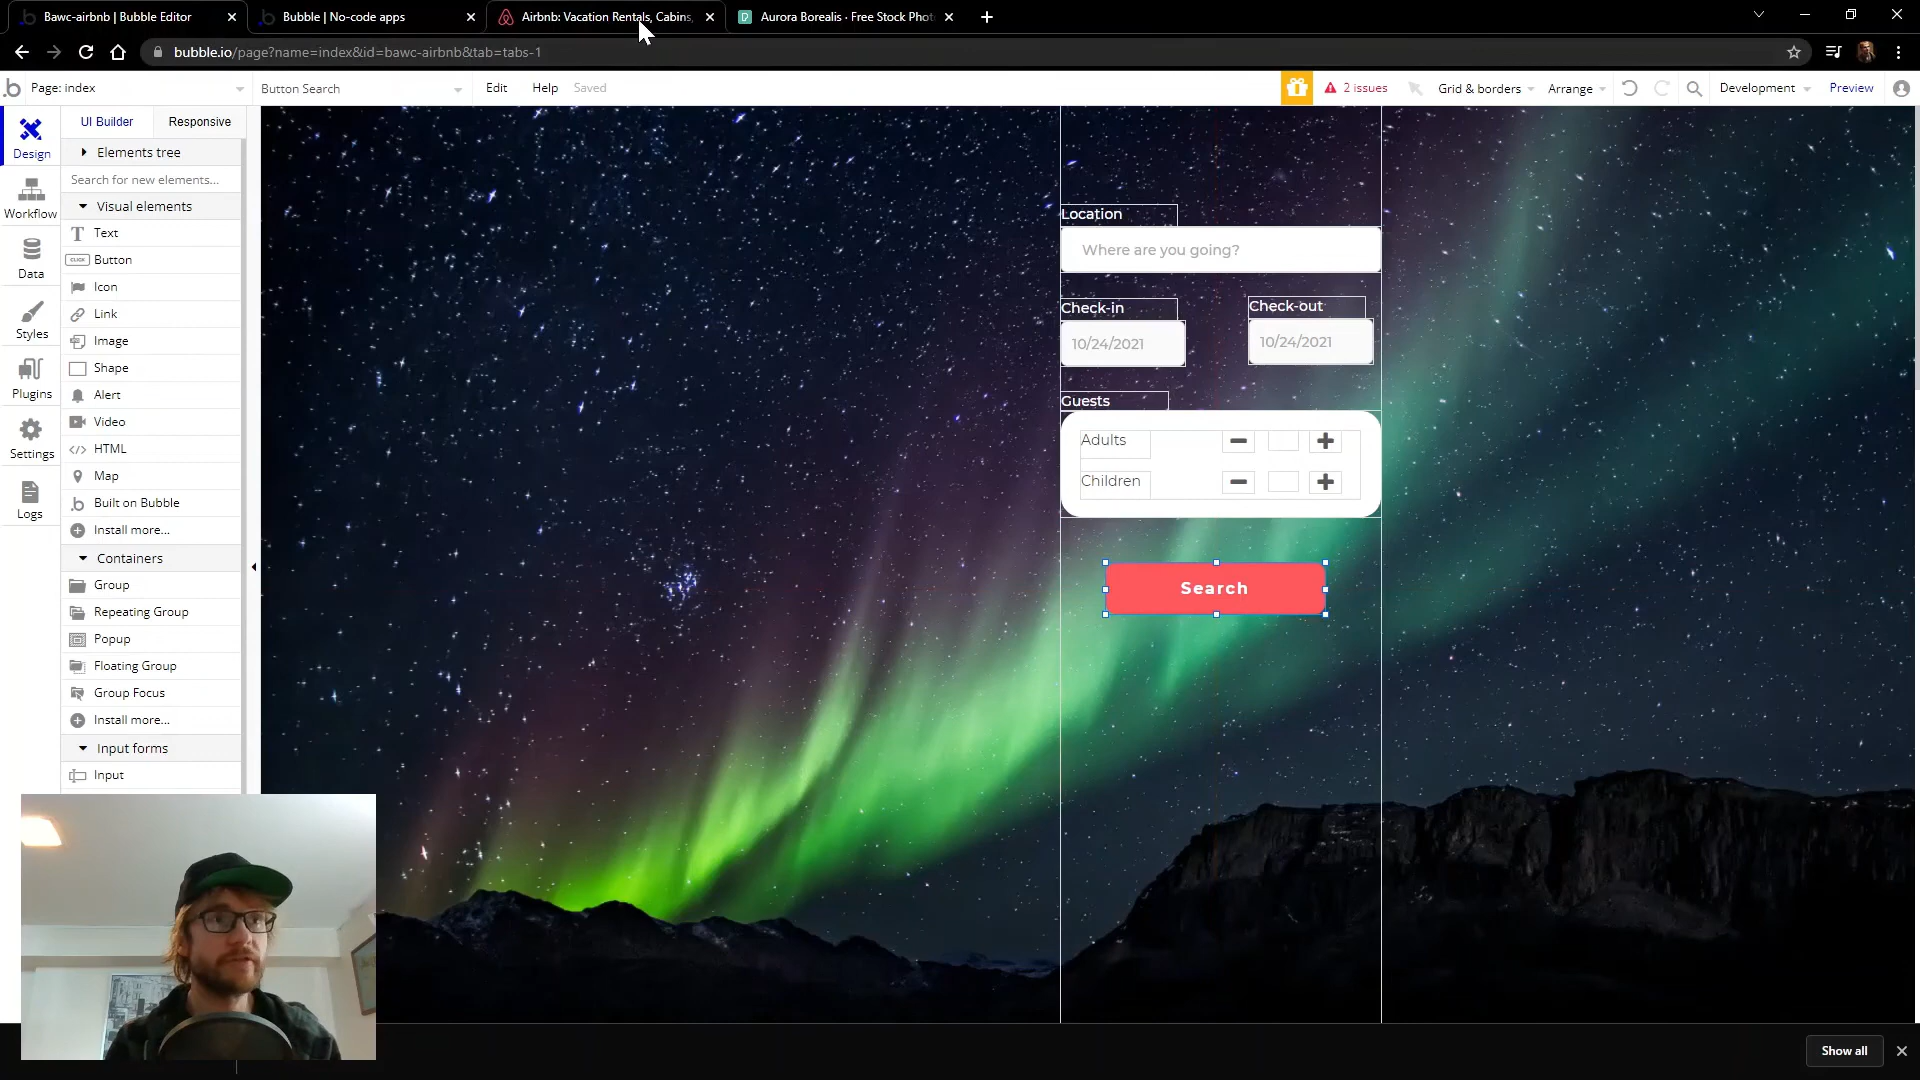 Bawc-airbnb | Bubble Editor
Bubble | No-code apps
Airbnb: Vacation Rentals, Cabins,
Aurora Borealis · Free Stock Phot
bubble.io/page?name=index&id=bawc-airbnb&tab=tabs-1
Page: index
Button Search
Edit
Help
Saved
2 issues
Grid & borders
Arrange
Development
Preview
Design
Workflow
Data
Styles
Plugins
Settings
Logs
UI Builder
Responsive
Elements tree
Search for new elements...
Visual elements
Text
CLICK
Button
Icon
Link
Image
Shape
Alert
Video
HTML
Map
Built on Bubble
Install more...
Containers
Group
Repeating Group
Popup
Floating Group
Group Focus
Install more...
Input forms
Input
Location
Where are you going?
Check-in
Check-out
10/24/2021
10/24/2021
Guests
Adults
Children
Search
Show all